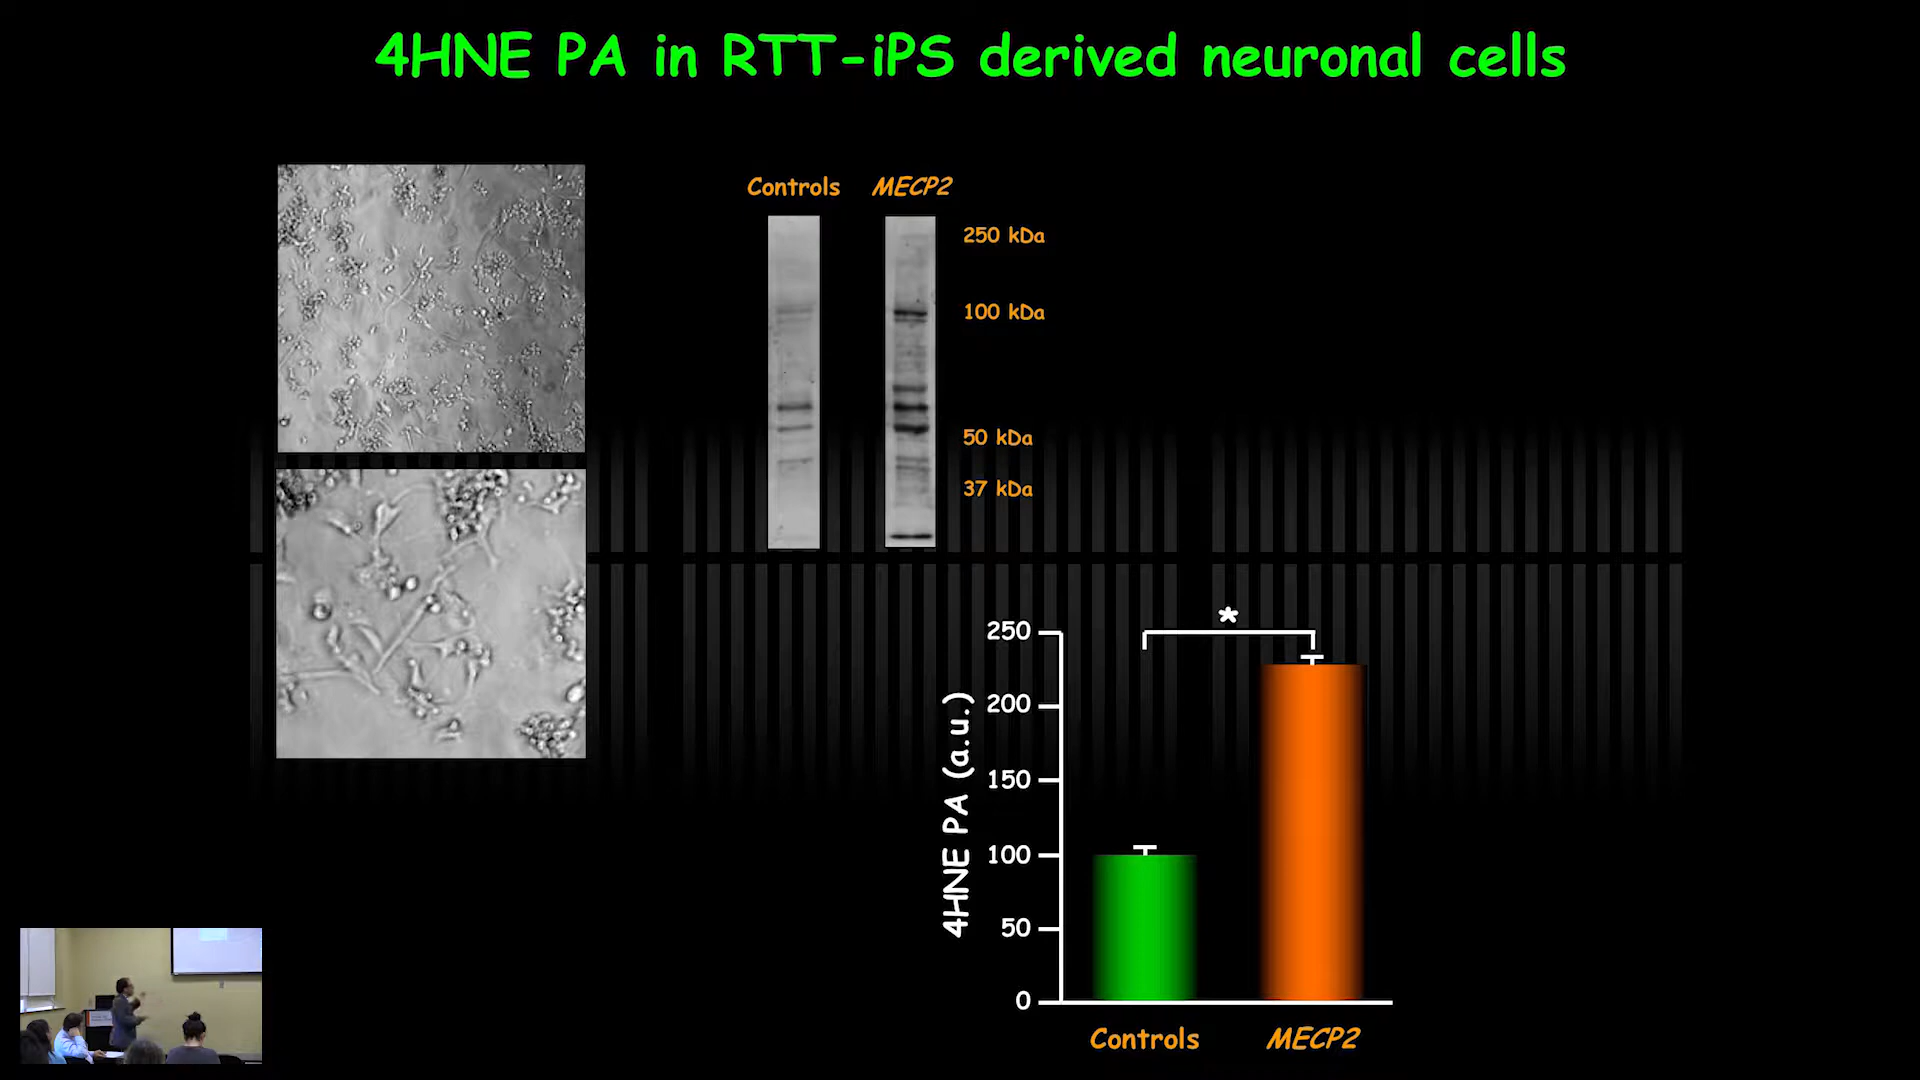 4HNE PA in RTT-iPS derived neuronal cells
Controls
MECP2
250 kDa
100 kDa
50 kDa
37 kDa
*
4HNE PA (a.u.)
250
200
150
100
50
0
Controls
MECP2